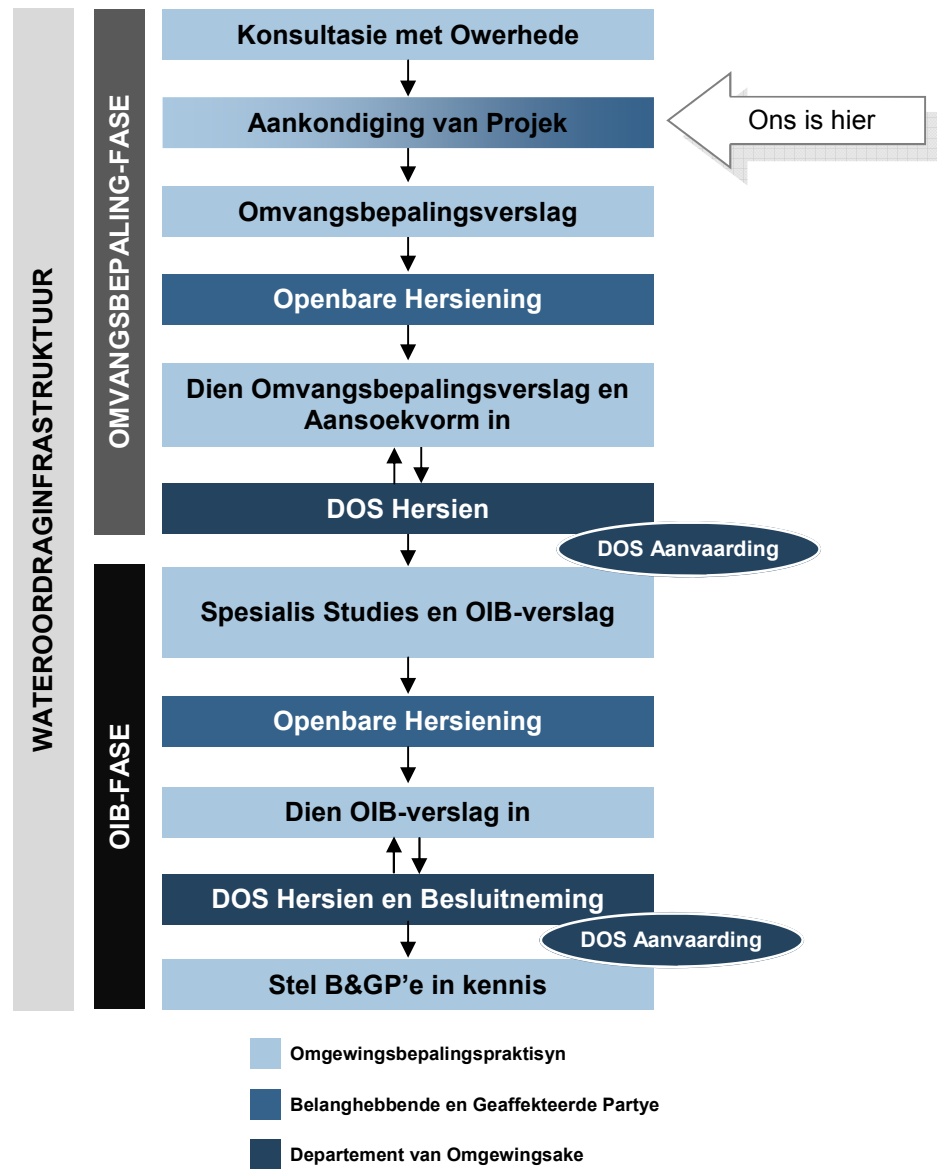 WATEROORDRAGINFRASTRUKTUUR
OMVANGSBEPALING-FASE
Konsultasie met Owerhede
Aankondiging van Projek
Ons is hier
Omvangsbepalingsverslag
Openbare Hersiening
Dien Omvangsbepalingsverslag en
Aansoekvorm in
DOS Hersien
DOS Aanvaarding
OIB-FASE
Spesialis Studies en OIB-verslag
Openbare Hersiening
Dien OIB-verslag in
DOS Hersien en Besluitneming
DOS Aanvaarding
Stel B&GP’e in kennis
Omgewingsbepalingspraktisyn
Belanghebbende en Geaffekteerde Partye
Departement van Omgewingsake